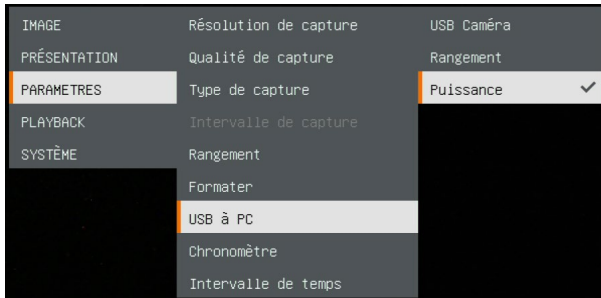 IMAGE
PRÉSENTATION
PARAMETRES
PLAYBACK
SYSTÈME
Résolution de capture
Qualité de capture
Type de capture
Intervalle de capture
Rangement
Formater
USB à PC
Chronomètre
Intervalle de temps
USB Caméra
Rangement
Puissance